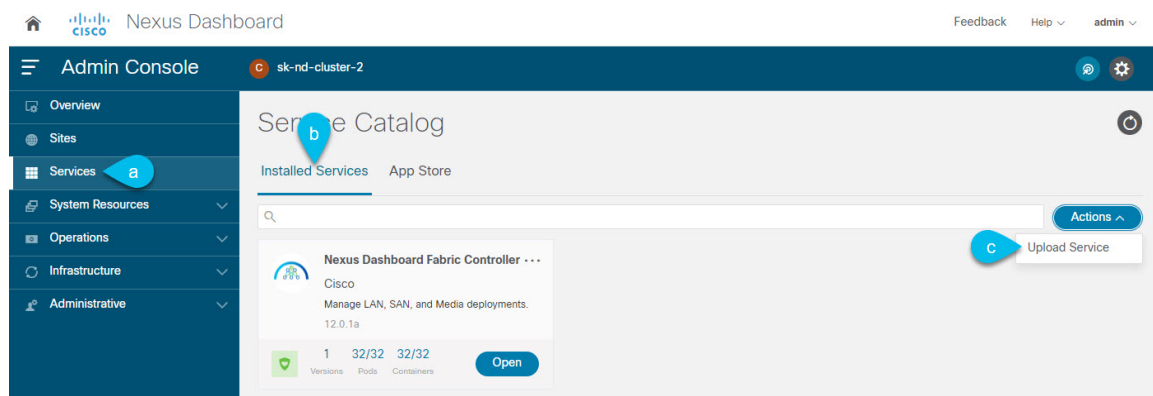 cisco Nexus Dashboard Feedback Help admin
Admin Console C sk-nd-cluster-2
Overview
Sites
Services a
System Resources
Operations
Infrastructure
Administrative
Catalog
b
Installed Services App Store
Actions
c Upload Service
Nexus Dashboard Fabric Controller ...
Cisco
Manage LAN, SAN, and Media deployments.
12.0.1a
1 32/32 32/32
Versions Pods Containers
Open